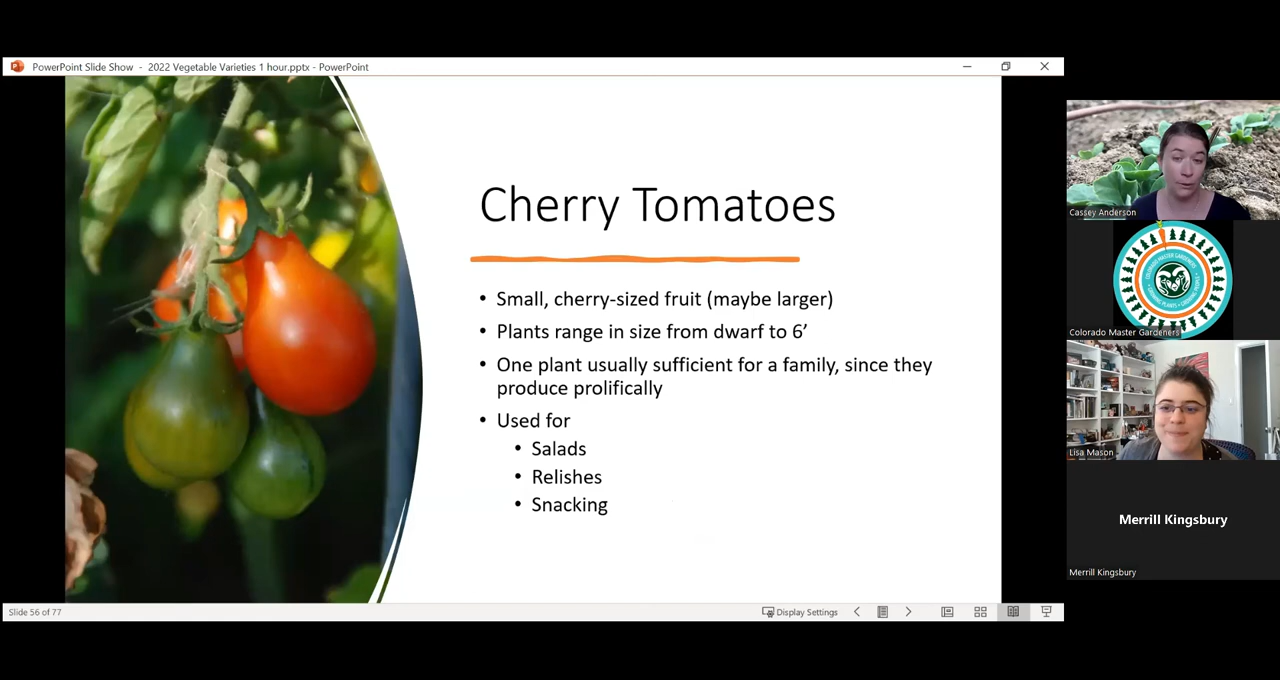 PowerPoint Slide Show - 2022 Vegetable Varieties 1 hour.pptx - PowerPoint
Cherry Tomatoes
• Small, cherry-sized fruit (maybe larger)
• Plants range in size from dwarf to 6’
• One plant usually sufficient for a family, since they
produce prolifically
• Used for
• Salads
• Relishes
• Snacking
Slide 56 of 77
Display Settings
Cassey Anderson
COLORADO MASTER GARDENERS
Colorado Master Gardeners
Lisa Mason
Merrill Kingsbury
Merrill Kingsbury